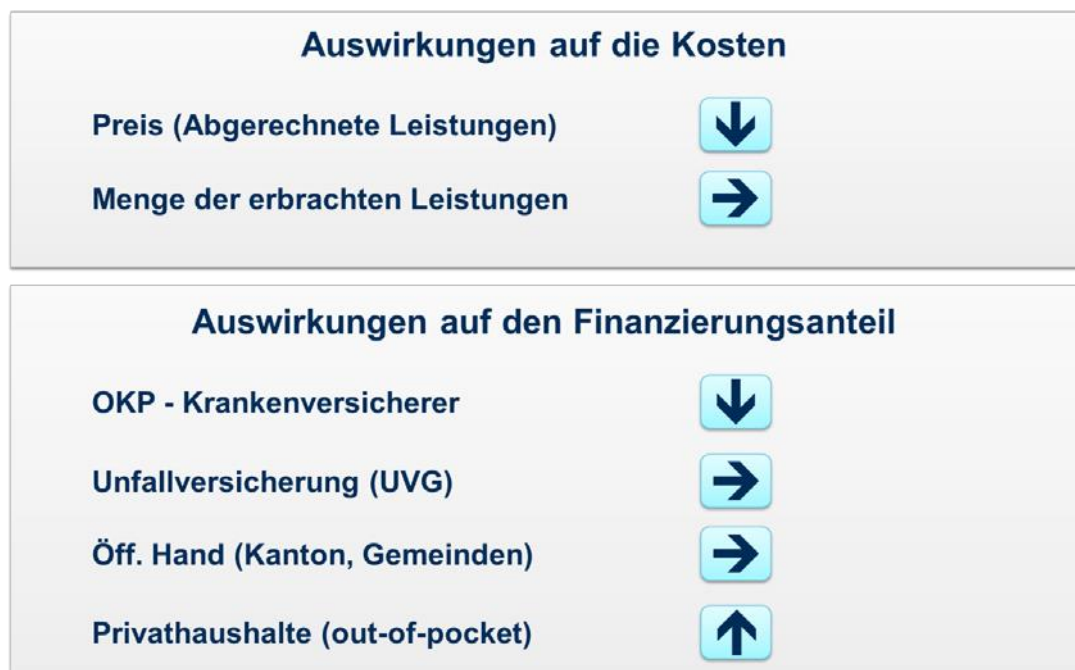 Auswirkungen auf die Kosten
Preis (Abgerechnete Leistungen)
Menge der erbrachten Leistungen
Auswirkungen auf den Finanzierungsanteil
OKP - Krankenversicherer
Unfallversicherung (UVG)
Öff. Hand (Kanton, Gemeinden)
Privathaushalte (out-of-pocket)